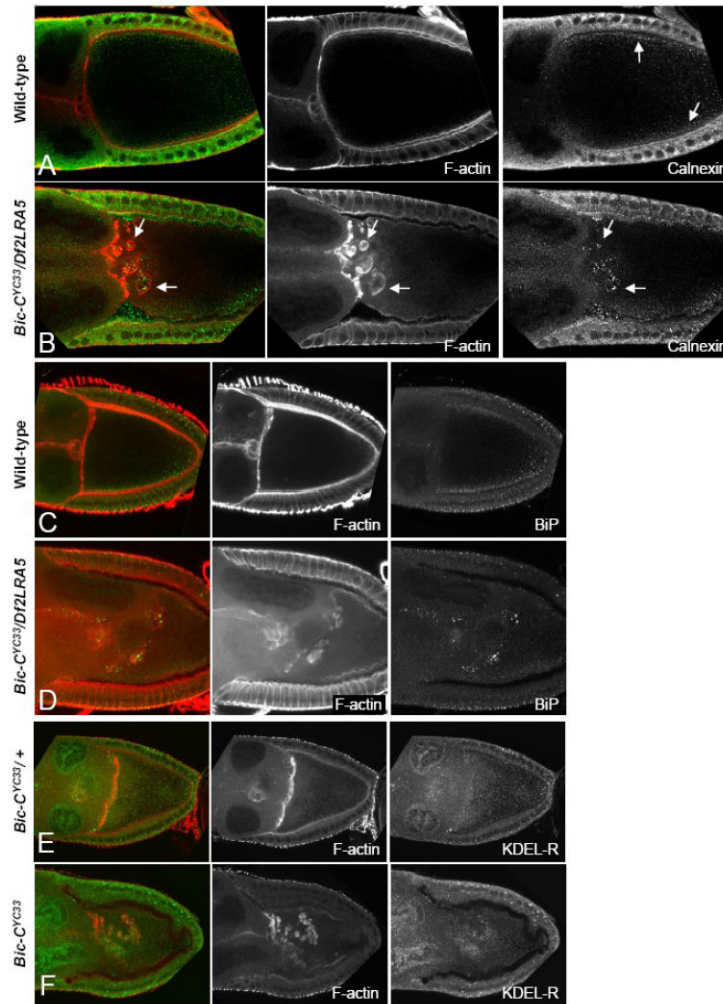 Wild-type
A
F-actin
Calnexin
Bic-C^YC33/Df2LRA5
B
F-actin
Calnexin
Wild-type
C
F-actin
BiP
Bic-C^YC33/Df2LRA5
D
F-actin
BiP
Bic-C^YC33/ +
E
F-actin
KDEL-R
Bic-C^YC33
F
F-actin
KDEL-R